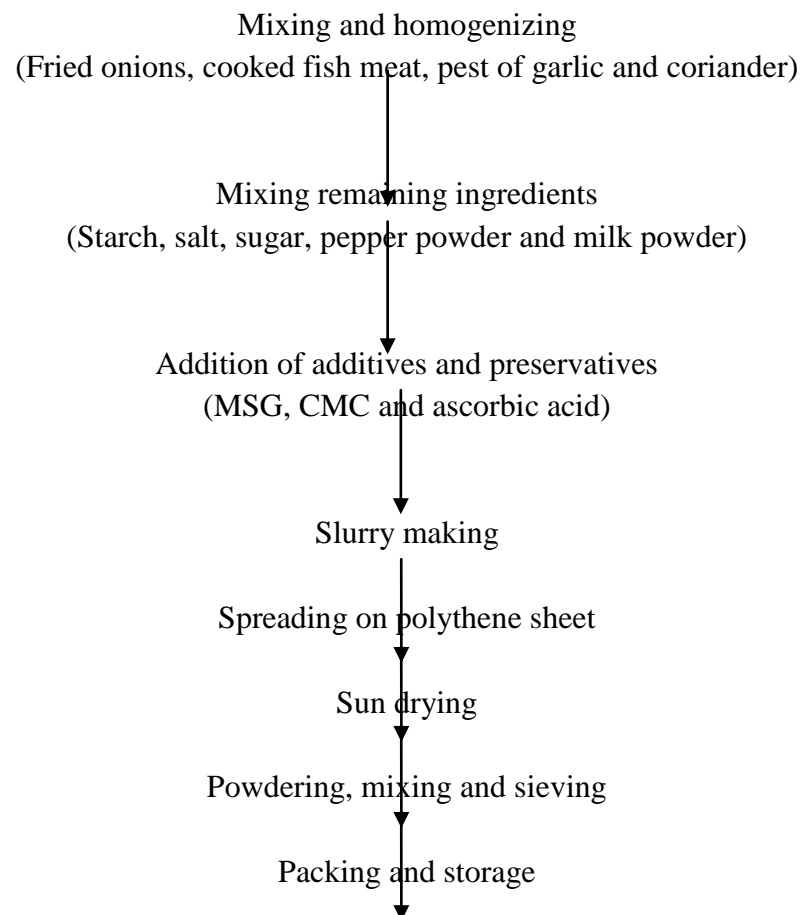 Mixing and homogenizing
(Fried onions, cooked fish meat, pest of garlic and coriander)
Mixing remaining ingredients
(Starch, salt, sugar, pepper powder and milk powder)
Addition of additives and preservatives
(MSG, CMC and ascorbic acid)
Slurry making
Spreading on polythene sheet
Sun drying
Powdering, mixing and sieving
Packing and storage